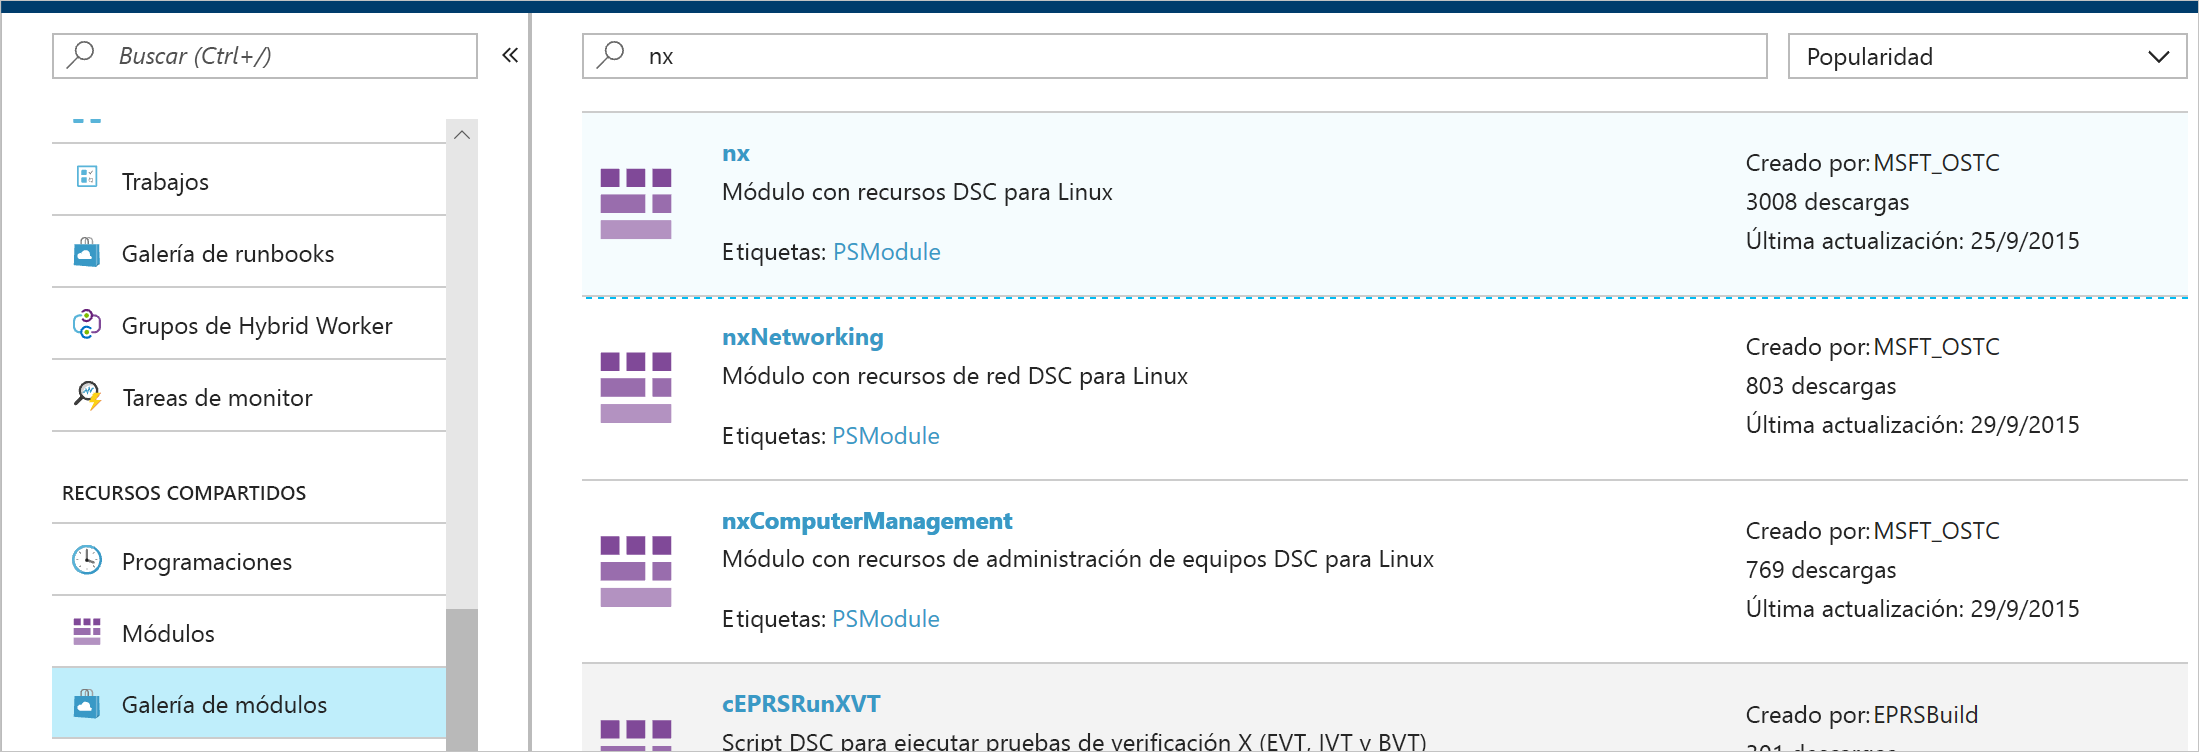 Buscar (Ctrl+/)
«
Trabajos
Galería de runbooks
Grupos de Hybrid Worker
Tareas de monitor
RECURSOS COMPARTIDOS
Programaciones
Módulos
Galería de módulos
nx
Popularidad
nx
Módulo con recursos DSC para Linux
Etiquetas: PSModule
Creado por: MSFT_OSTC
3008 descargas
Última actualización: 25/9/2015
nxNetworking
Módulo con recursos de red DSC para Linux
Etiquetas: PSModule
Creado por: MSFT_OSTC
803 descargas
Última actualización: 29/9/2015
nxComputerManagement
Módulo con recursos de administración de equipos DSC para Linux
Etiquetas: PSModule
Creado por: MSFT_OSTC
769 descargas
Última actualización: 29/9/2015
cEPRSRunXVT
Script DSC para ejecutar pruebas de verificación X (EVT, IVT y BVT)
Creado por: EPRSBuild
301 descargas